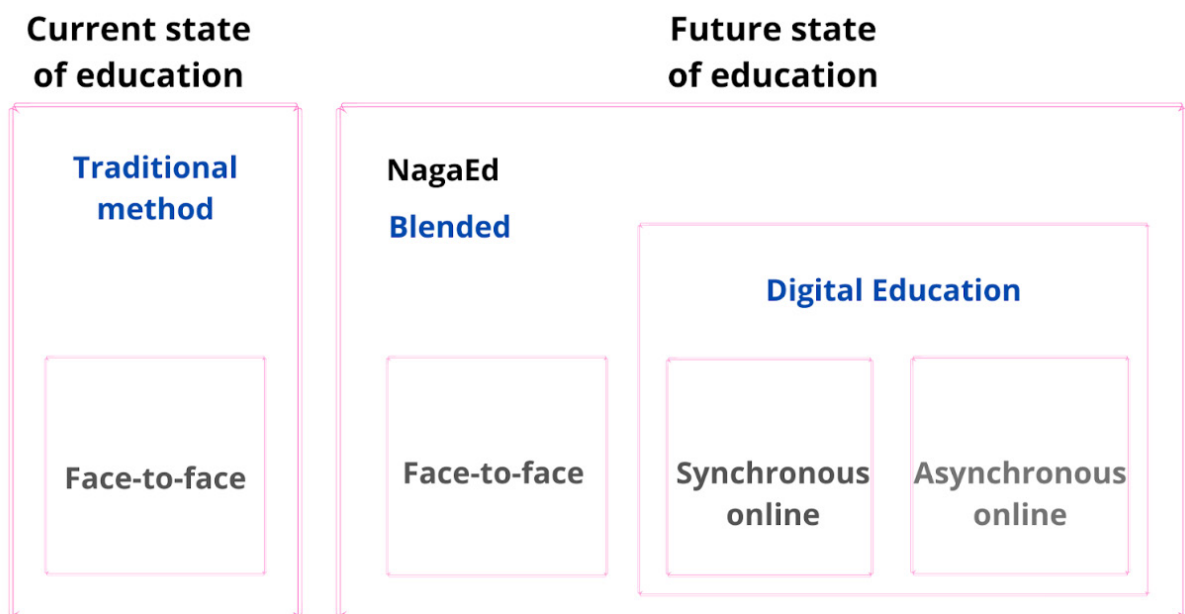 Current state
of education
Traditional
method
Face-to-face
Future state
of education
NagaEd
Blended
Face-to-face
Digital Education
Synchronous
online
Asynchronous
online